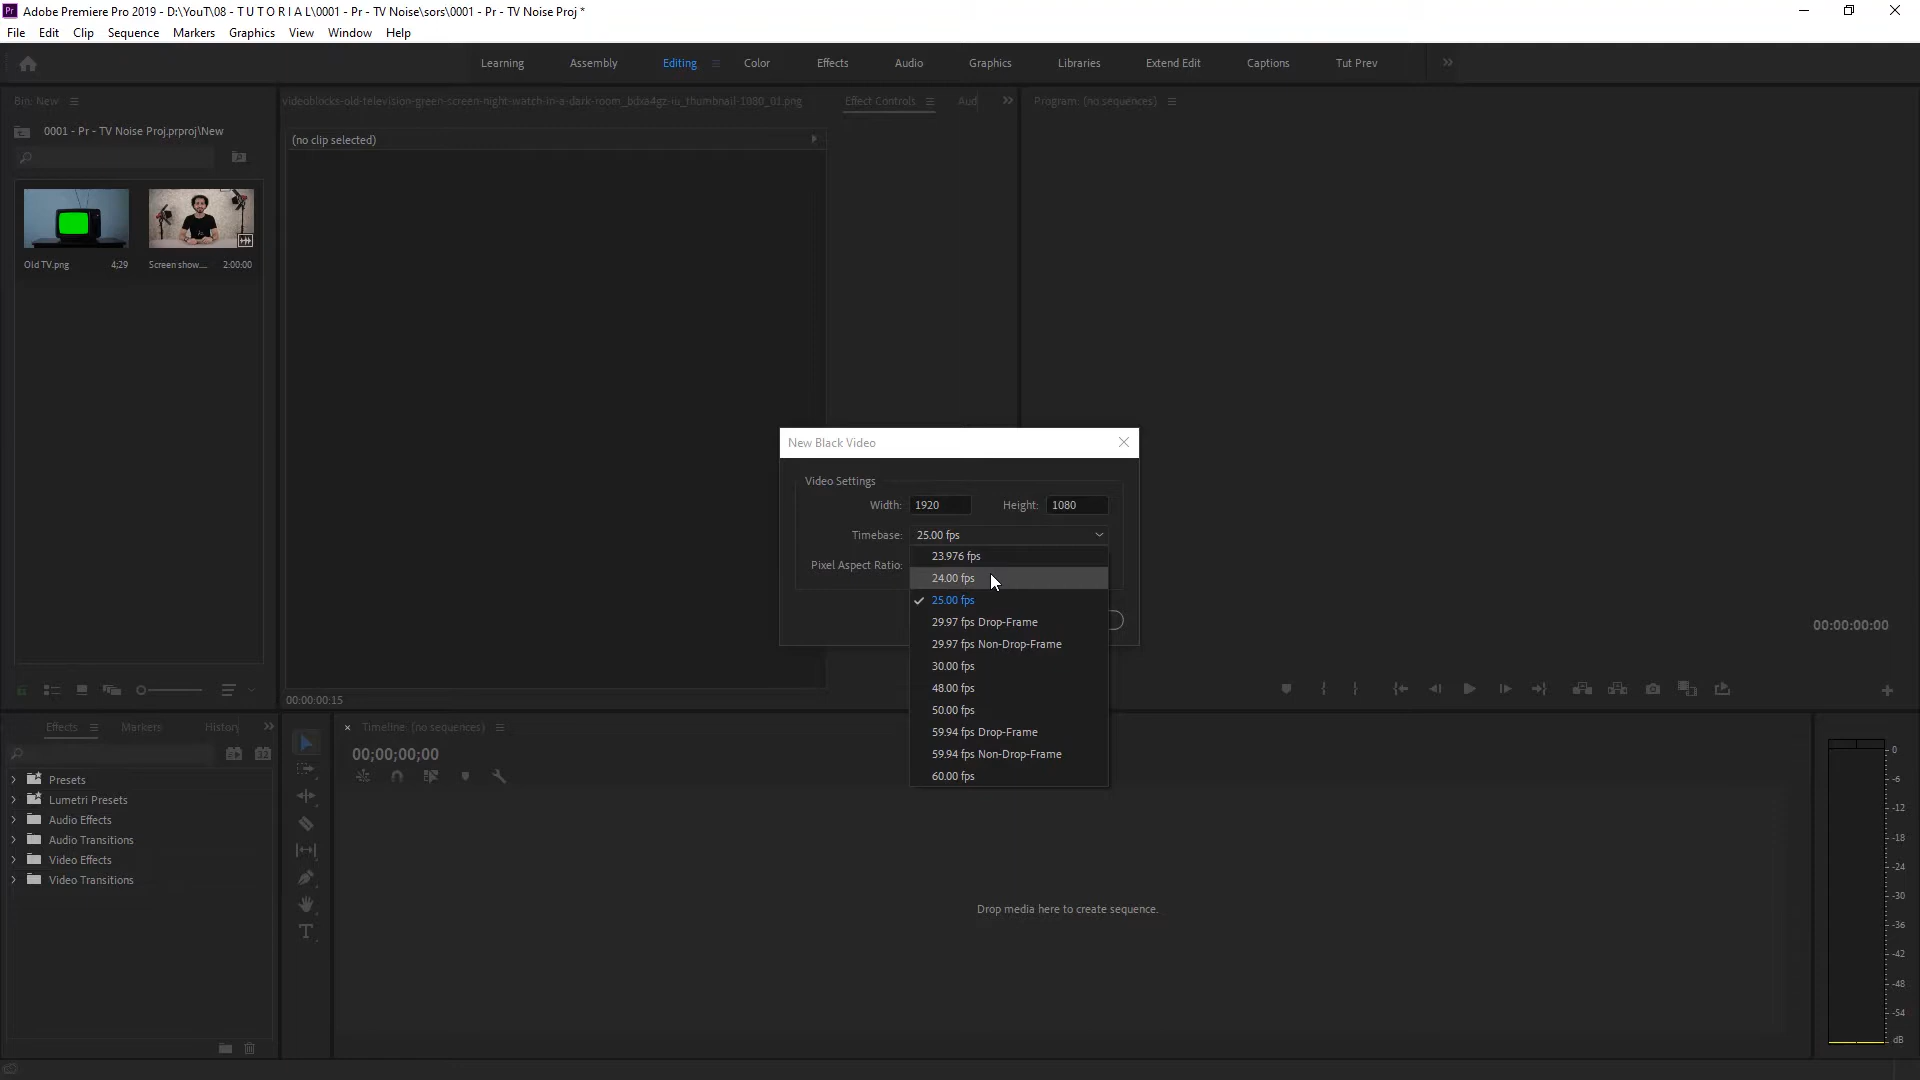 Pr Adobe Premiere Pro 2019 - D:\YouT\08 - T U T O R I A L\0001 - Pr - TV Noise\sors\0001 - Pr - TV Noise Proj *
File Edit Clip Sequence Markers Graphics View Window Help
Learning Assembly Editing Color Effects Audio Graphics Libraries Extend Edit Captions Tut Prev
Bin: New
Effect Controls
Aud
Program: (no sequences)
0001 - Pr - TV Noise Proj.prproj\New
(no clip selected)
Old TV.png 4;29
Screen show... 2:00:00
New Black Video
Video Settings
Width: 1920 Height: 1080
Timebase: 25.00 fps
Pixel Aspect Ratio:
23.976 fps
24.00 fps
25.00 fps
29.97 fps Drop-Frame
29.97 fps Non-Drop-Frame
30.00 fps
48.00 fps
50.00 fps
59.94 fps Drop-Frame
59.94 fps Non-Drop-Frame
60.00 fps
00:00:00:00
00:00:00:15
Effects Markers Histor
Timeline: (no sequences)
00;00;00;00
Presets
Lumetri Presets
Audio Effects
Audio Transitions
Video Effects
Video Transitions
Drop media here to create sequence.
0
-6
-12
-18
-24
-30
-36
-42
-48
-54
dB